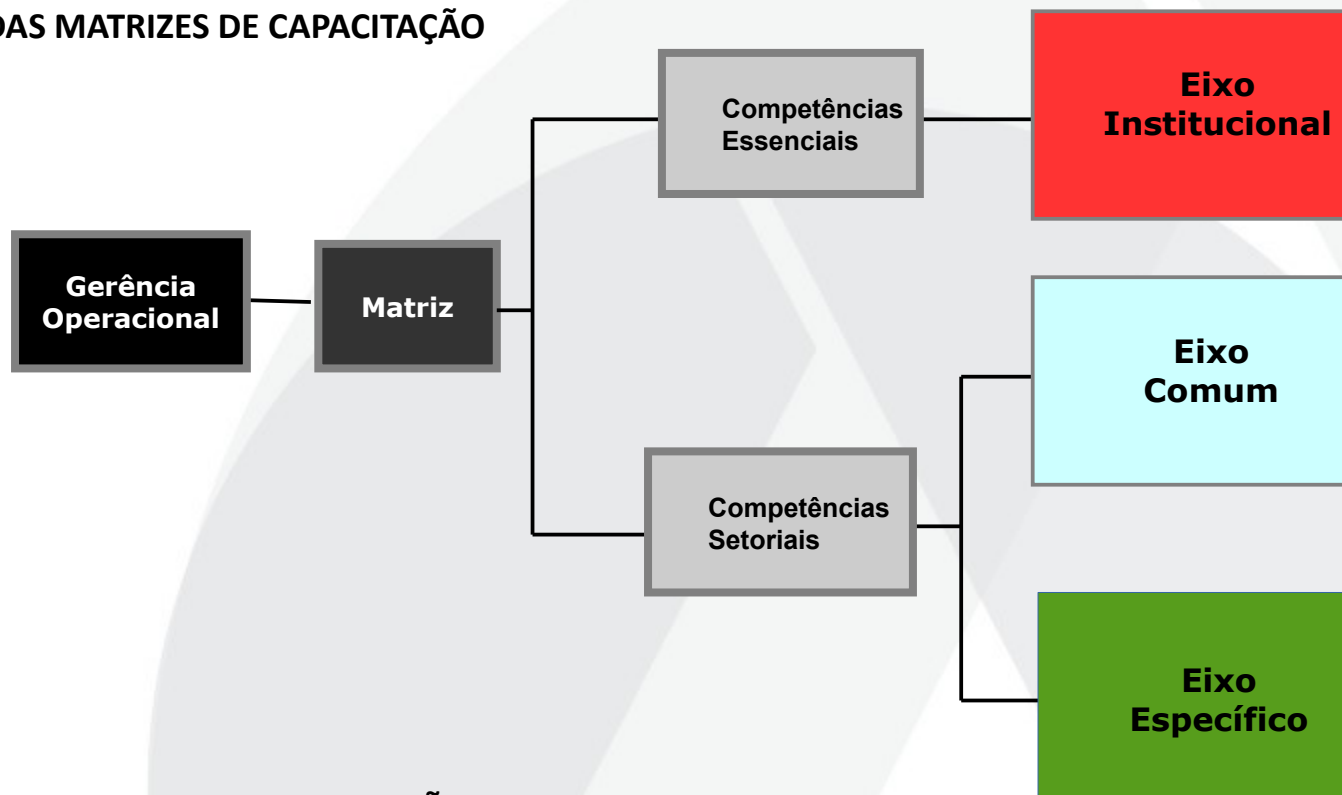 DAS MATRIZES DE CAPACITAÇÃO
Competências
Essenciais
Eixo
Institucional
Gerência
Operacional
Matriz
Eixo
Comum
Competências
Setoriais
Eixo
Específico